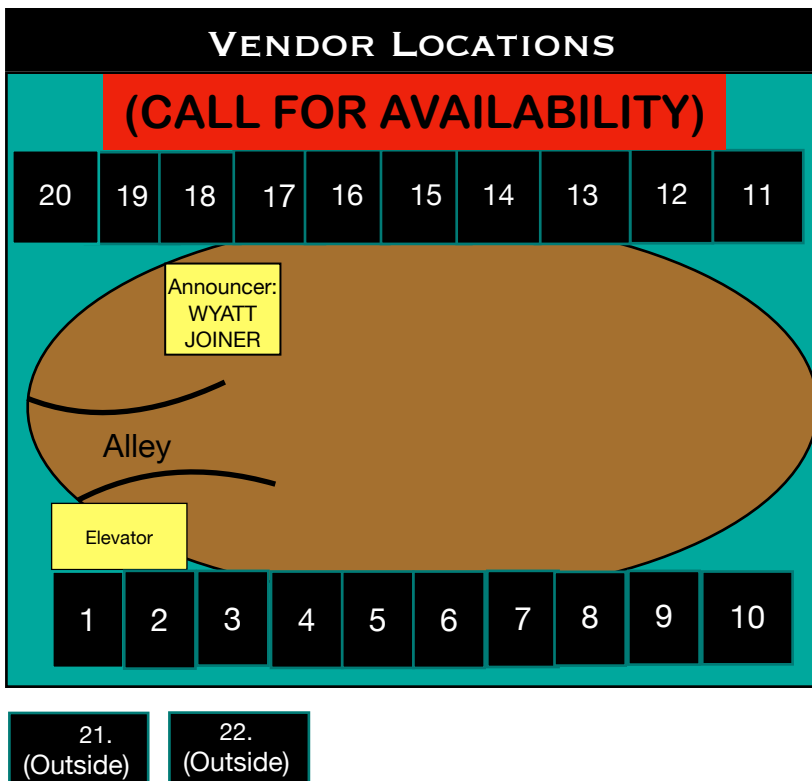 VENDOR LOCATIONS
(CALL FOR AVAILABILITY)
20 19 18 17 16 15 14 13 12 11
Announcer:
WYATT
JOINER
Alley
Elevator
1 2 3 4 5 6 7 8 9 10
21. 22.
(Outside) (Outside)